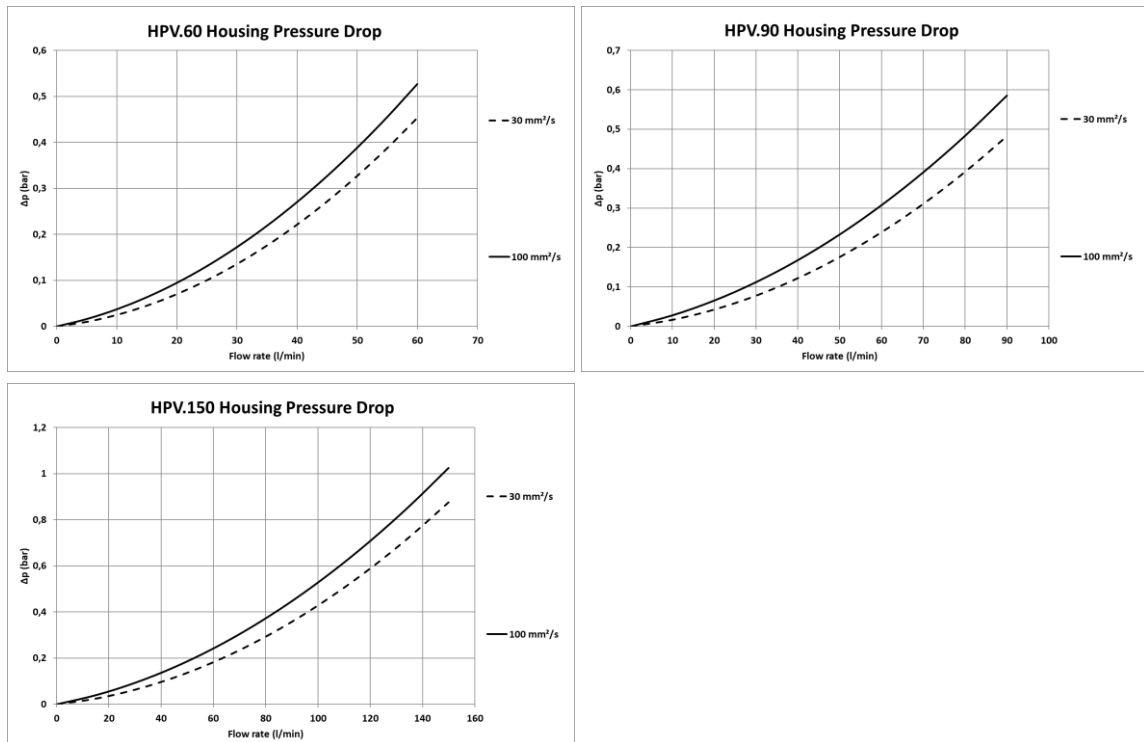 HPV.60 Housing Pressure Drop
0,6
0,5
0,4
0,3
0,2
0,1
0
Δp (bar)
0 10 20 30 40 50 60 70
Flow rate (l/min)
30 mm²/s
100 mm²/s
HPV.90 Housing Pressure Drop
0,7
0,6
0,5
0,4
0,3
0,2
0,1
0
Δp (bar)
0 10 20 30 40 50 60 70 80 90 100
Flow rate (l/min)
30 mm²/s
100 mm²/s
HPV.150 Housing Pressure Drop
1,2
1
0,8
0,6
0,4
0,2
0
Δp (bar)
0 20 40 60 80 100 120 140 160
Flow rate (l/min)
30 mm²/s
100 mm²/s